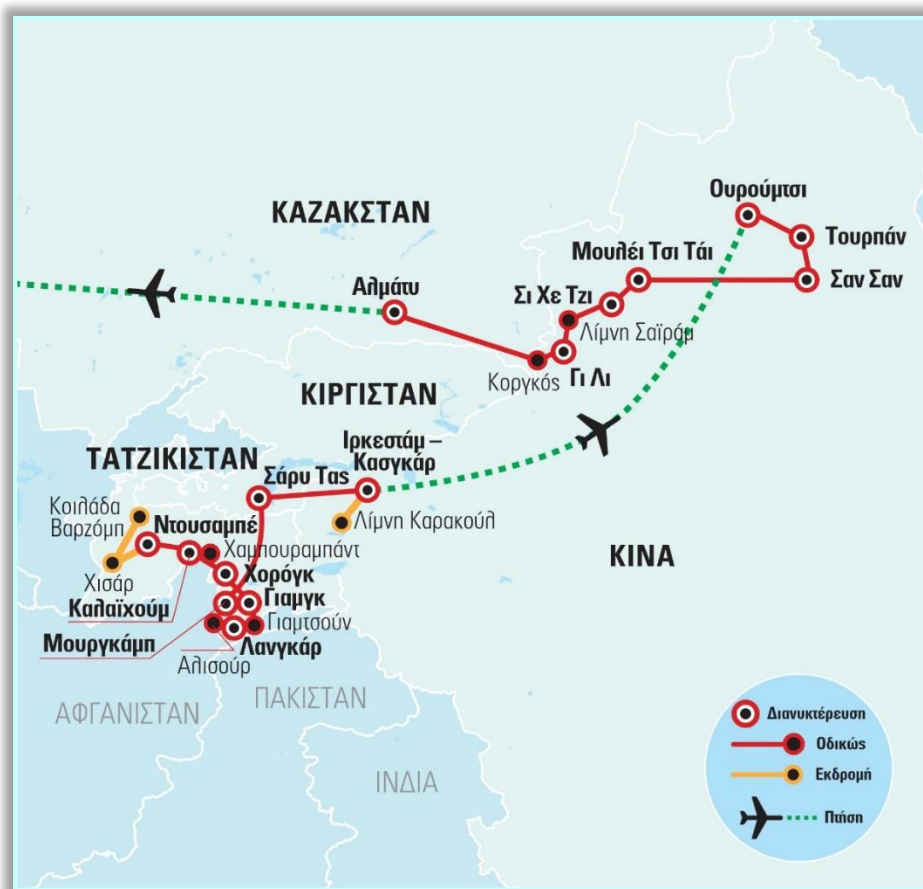 Ουρούμτσι
ΚΑΖΑΚΣΤΑΝ
Τουρπάν
Μουλέι Τσι Τάι
Σαν Σαν
Αλμάτυ
Σι Χε Τζι
Λίμνη Σαϊράμ
Κοργκός
Γι Λι
ΚΙΡΓΙΣΤΑΝ
Ιρκεστάμ –
Κασγκάρ
ΤΑΤΖΙΚΙΣΤΑΝ
Σάρυ Τας
Κοιλάδα
Βαρζόμπ
Λίμνη Καρακούλ
Ντουσαμπέ
Χαμπουραμπάντ
ΚΙΝΑ
Χισάρ
Χορόγκ
Καλαϊχούμ
Γιαμγκ
Γιαμτσούν
Μουργκάμπ
Λανγκάρ
Αλισούρ
ΠΑΚΙΣΤΑΝ
ΑΦΓΑΝΙΣΤΑΝ
ΙΝΔΙΑ
Διανυκτέρευση
Οδικώς
Εκδρομή
Πτήση